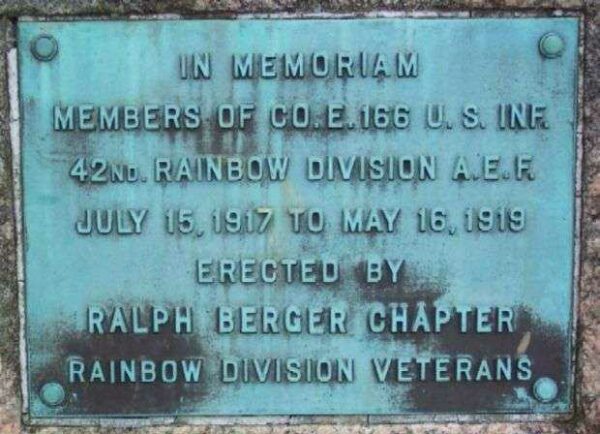 IN MEMORIAM
MEMBERS OF CO. E. 166 U. S. INF.
42ND. RAINBOW DIVISION A. E. F.
JULY 15, 1917 TO MAY 16, 1919
ERECTED BY
RALPH BERGER CHAPTER
RAINBOW DIVISION VETERANS